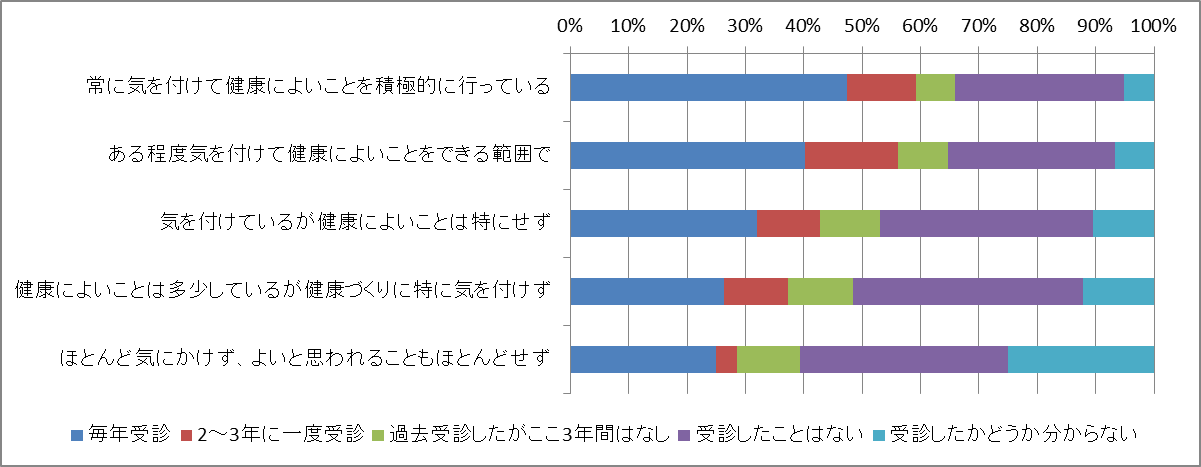 0% 10% 20% 30% 40% 50% 60% 70% 80% 90% 100%
常に気を付けて健康によいことを積極的に行っている
ある程度気を付けて健康によいことをできる範囲で
気を付けているが健康によいことは特にせず
健康によいことは多少しているが健康づくりに特に気を付けず
ほとんど気にかけず、よいと思われることもほとんどせず
毎年受診 2～3年に一度受診 過去受診したがここ3年間はなし 受診したことはない 受診したかどうか分からない